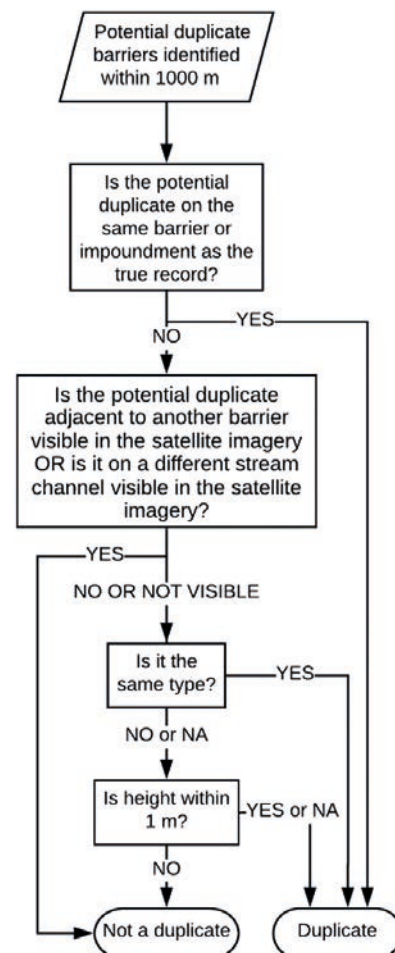 Potential duplicate
barriers identified
within 1000 m
Is the potential
duplicate on the
same barrier or
impoundment as the
true record?
YES
NO
Is the potential duplicate
adjacent to another barrier
visible in the satellite imagery
OR is it on a different stream
channel visible in the satellite
imagery?
YES
NO OR NOT VISIBLE
Is it the
same type?
YES
NO or NA
Is height within
1 m?
YES or NA
NO
Not a duplicate
Duplicate